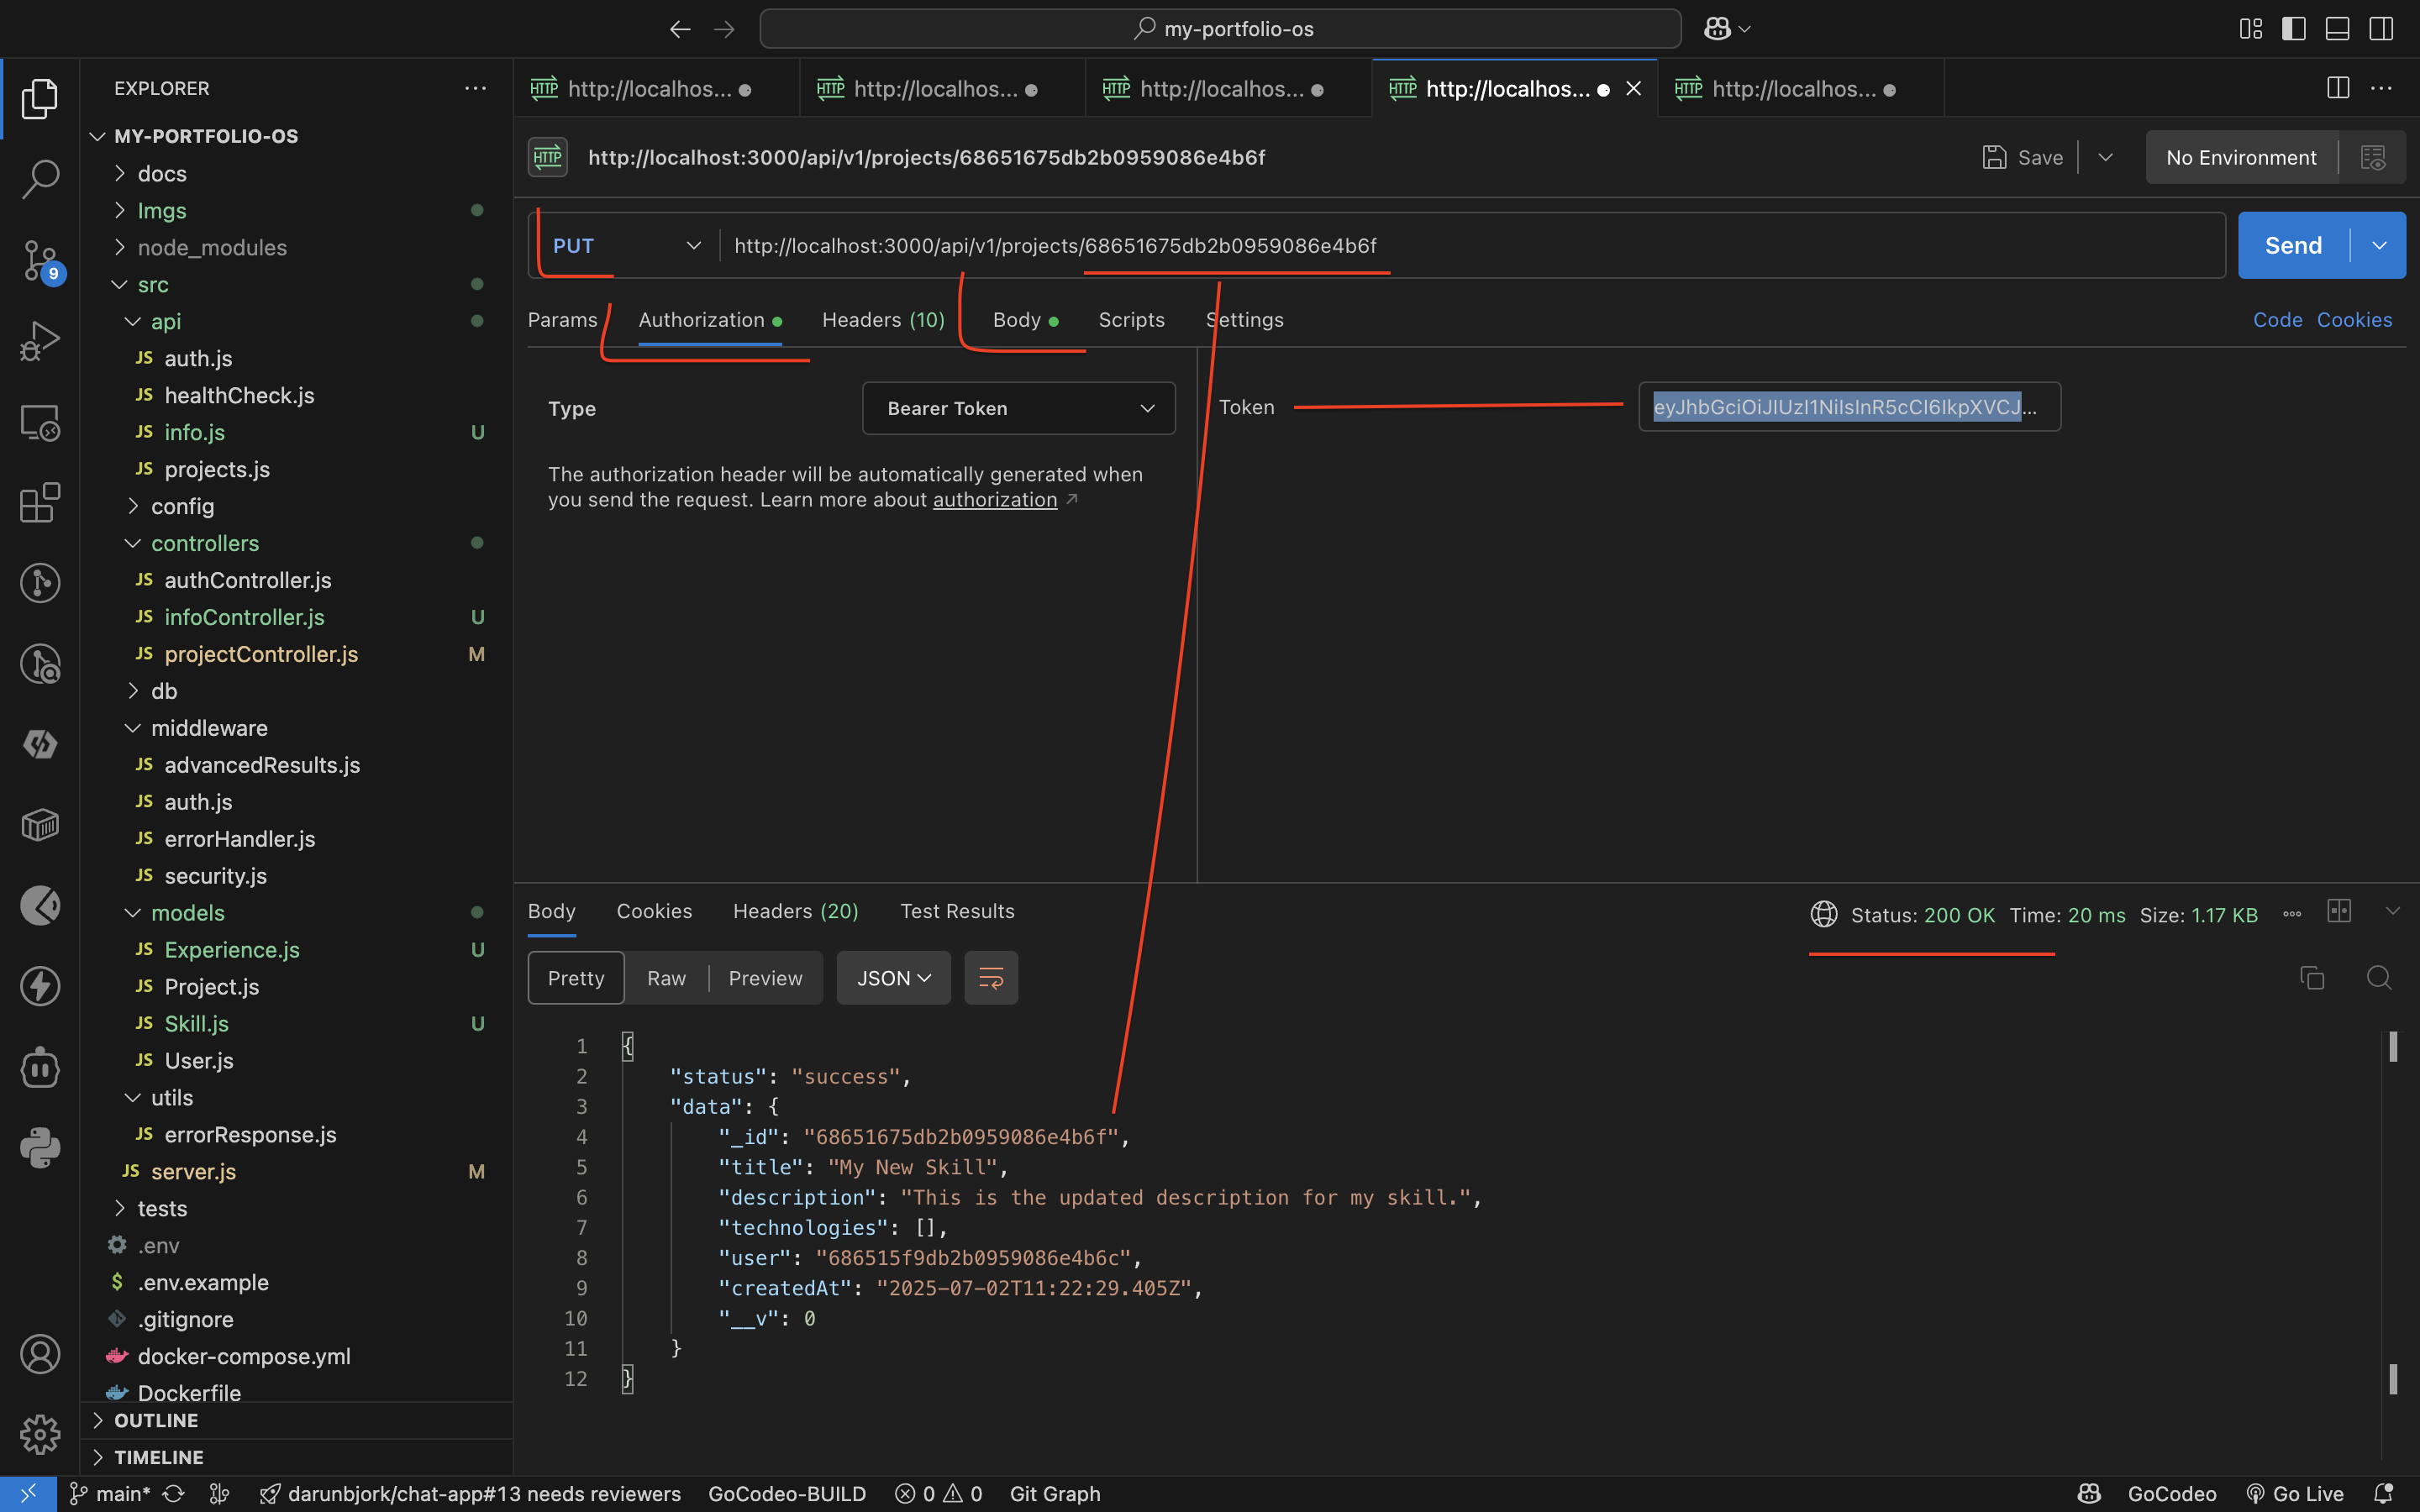 my-portfolio-os
EXPLORER
MY-PORTFOLIO-OS
docs
Imgs
node_modules
src
api
JS auth.js
JS healthCheck.js
JS info.js U
JS projects.js
config
controllers
JS authController.js
JS infoController.js U
JS projectController.js M
db
middleware
JS advancedResults.js
JS auth.js
JS errorHandler.js
JS security.js
models
JS Experience.js U
JS Project.js
JS Skill.js U
JS User.js
utils
JS errorResponse.js
JS server.js M
tests
.env
$ .env.example
.gitignore
docker-compose.yml
Dockerfile
OUTLINE
TIMELINE
9
HTTP http://localhos... HTTP http://localhos... HTTP http://localhos... HTTP http://localhos... HTTP http://localhos...
HTTP http://localhost:3000/api/v1/projects/68651675db2b0959086e4b6f Save No Environment
PUT http://localhost:3000/api/v1/projects/68651675db2b0959086e4b6f Send
Params Authorization Headers (10) Body Scripts Settings Code Cookies
Type Bearer Token Token eyJhbGciOiJIUzI1NiIsInR5cCI6IkpXVCJ...
The authorization header will be automatically generated when
you send the request. Learn more about authorization
Body Cookies Headers (20) Test Results Status: 200 OK Time: 20 ms Size: 1.17 KB
Pretty Raw Preview JSON
1 {
2 "status": "success",
3 "data": {
4 "_id": "68651675db2b0959086e4b6f",
5 "title": "My New Skill",
6 "description": "This is the updated description for my skill.",
7 "technologies": [],
8 "user": "686515f9db2b0959086e4b6c",
9 "createdAt": "2025-07-02T11:22:29.405Z",
10 "__v": 0
11 }
12 }
main* darunbjork/chat-app#13 needs reviewers GoCodeo-BUILD 0 0 Git Graph GoCodeo Go Live